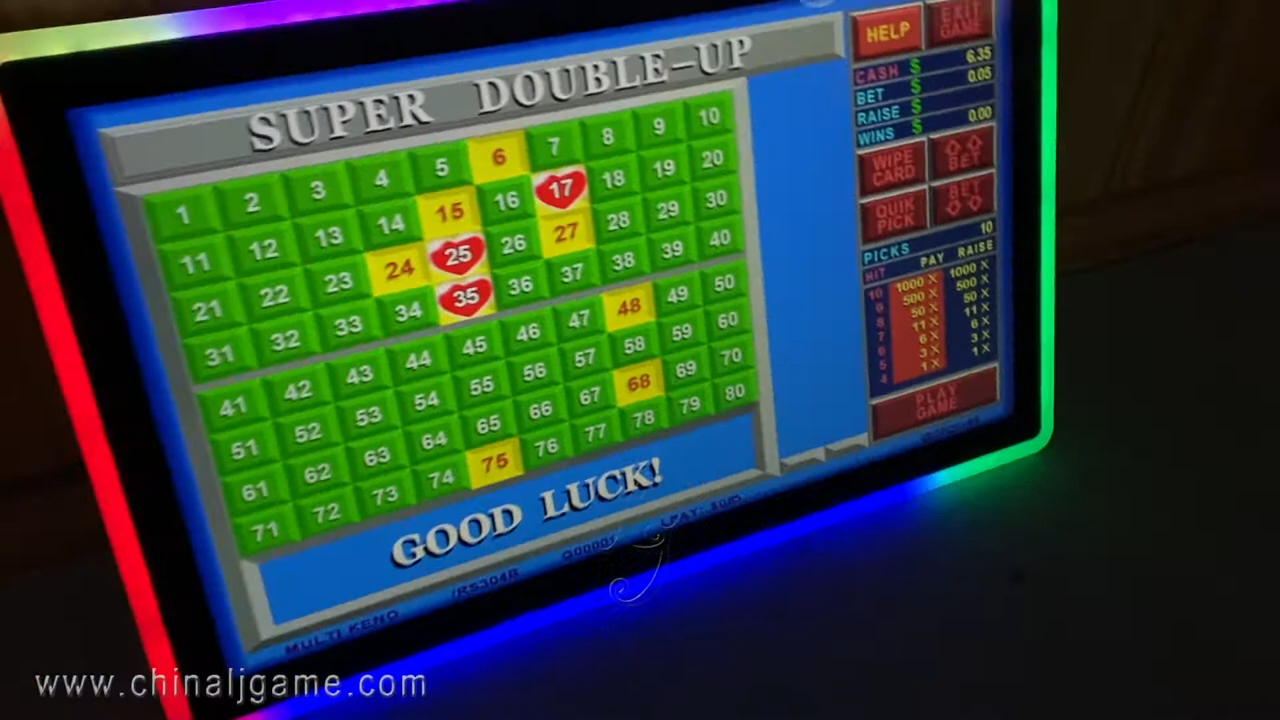 SUPER DOUBLE-UP
1 2 3 4 5 6 7 8 9 10
11 12 13 14 15 16 17 18 19 20
21 22 23 24 25 26 27 28 29 30
31 32 33 34 35 36 37 38 39 40
41 42 43 44 45 46 47 48 49 50
51 52 53 54 55 56 57 58 59 60
61 62 63 64 65 66 67 68 69 70
71 72 73 74 75 76 77 78 79 80
GOOD LUCK!
MULTI KENO /RS304R Q00001
HELP
EXIT GAME
CASH $ 6.35
BET $ 0.05
RAISE $
WINS $ 0.00
WIPE CARD
BET
QUIK PICK
BET
PICKS 10
HIT PAY RAISE
10 1000 X 1000 X
9 500 X 500 X
8 50 X 50 X
7 11 X 11 X
6 6 X 6 X
5 3 X 3 X
4 1 X 1 X
PLAY GAME
www.chinaljgame.com